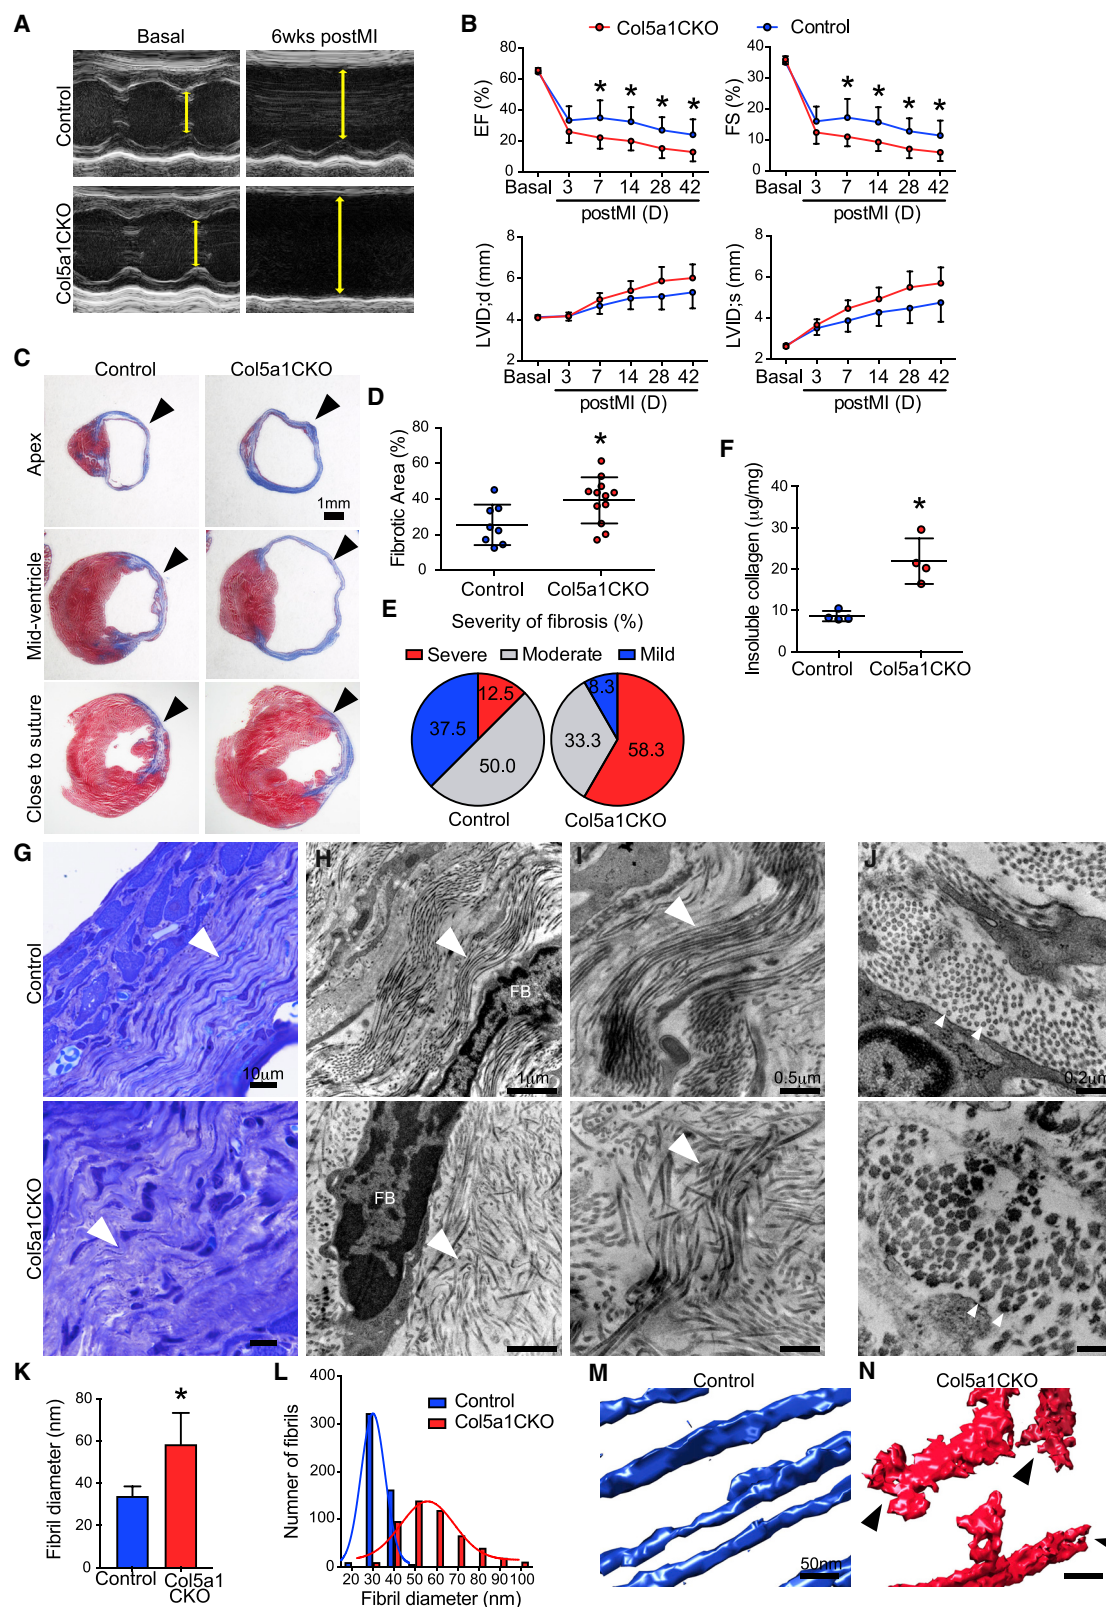 A
Basal
6wks postMI
Control
Col5a1CKO
B
Col5a1CKO
Control
EF (%)
80
60
40
20
0
Basal 3 7 14 28 42
postMI (D)
* * * *
FS (%)
40
30
20
10
0
Basal 3 7 14 28 42
postMI (D)
* * * *
LVID;d (mm)
8
6
4
2
Basal 3 7 14 28 42
postMI (D)
LVID;s (mm)
8
6
4
2
Basal 3 7 14 28 42
postMI (D)
C
Control
Col5a1CKO
Apex
1mm
Mid-ventricle
Close to suture
D
Fibrotic Area (%)
80
60
40
20
0
*
Control
Col5a1CKO
E
Severity of fibrosis (%)
Severe Moderate Mild
12.5
37.5
50.0
Control
8.3
33.3
58.3
Col5a1CKO
F
Insoluble collagen (μg/mg)
40
30
20
10
0
*
Control
Col5a1CKO
G
Control
10μm
Col5a1CKO
H
FB
1μm
FB
I
0.5μm
J
0.2μm
K
Fibril diameter (nm)
80
60
40
20
0
*
Control
Col5a1
CKO
L
Numner of fibrils
400
300
200
100
0
Control
Col5a1CKO
20 30 40 50 60 70 80 90 100
Fibril diameter (nm)
M
Control
50nm
N
Col5a1CKO